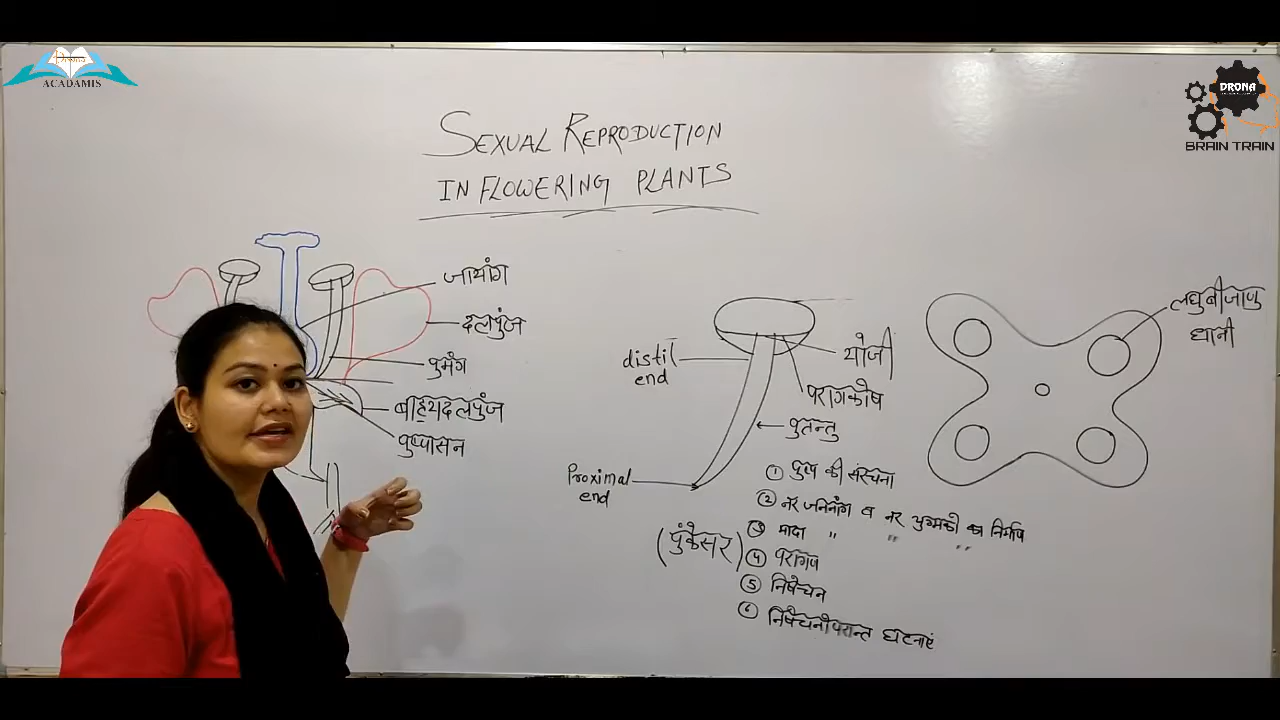 Drona
ACADAMIS
DRONA
BRAIN TRAIN
SEXUAL REPRODUCTION
IN FLOWERING PLANTS
जायांग
दलपुंज
पुमंग
बाह्यदलपुंज
पुष्पासन
distil
end
Proximal
end
(पुंकेसर)
योजी
परागकोष
पुतन्तु
लघुबीजाणु
धानी
① पुष्प की संरचना
② नर जननांग व नर युग्मको का निर्माण
③ मादा " " "
④ परागण
⑤ निषेचन
⑥ निषेचनोपरान्त घटनाएं